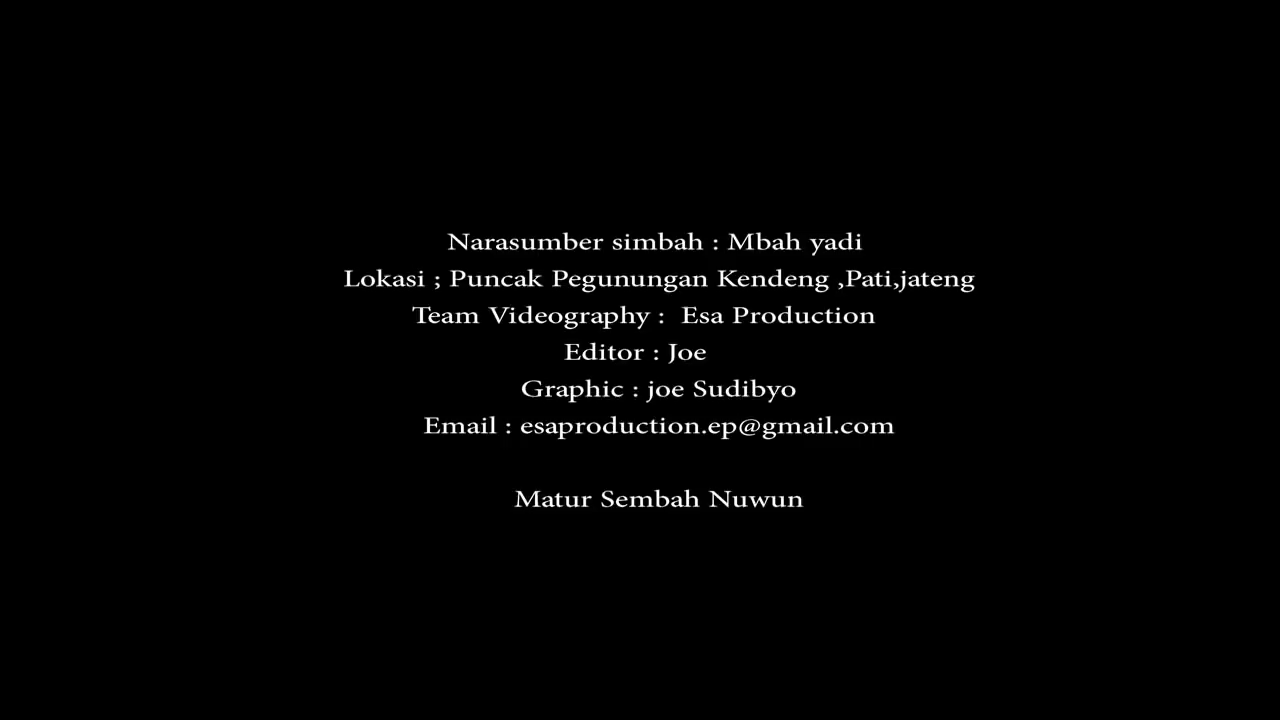 Narasumber simbah : Mbah yadi
Lokasi ; Puncak Pegunungan Kendeng ,Pati,jateng
Team Videography :  Esa Production
Editor : Joe
Graphic : joe Sudibyo
Email : esaproduction.ep@gmail.com
Matur Sembah Nuwun